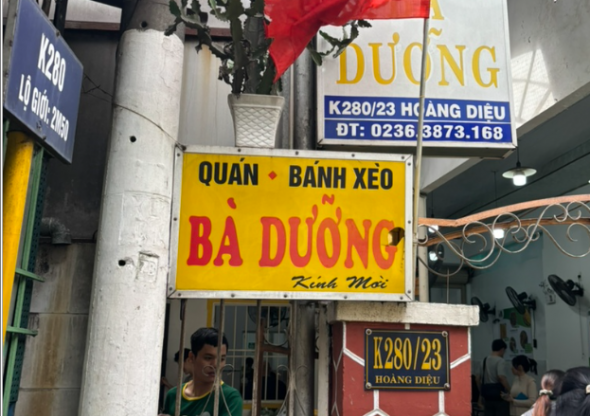 K280
LỘ GIỚI: 2M50
DƯỠNG
K280/23 HOÀNG DIỆU
ĐT: 0236.3873.168
QUÁN BÁNH XÈO
BÀ DƯỠNG
Kính Mời
K280/23
HOÀNG DIỆU